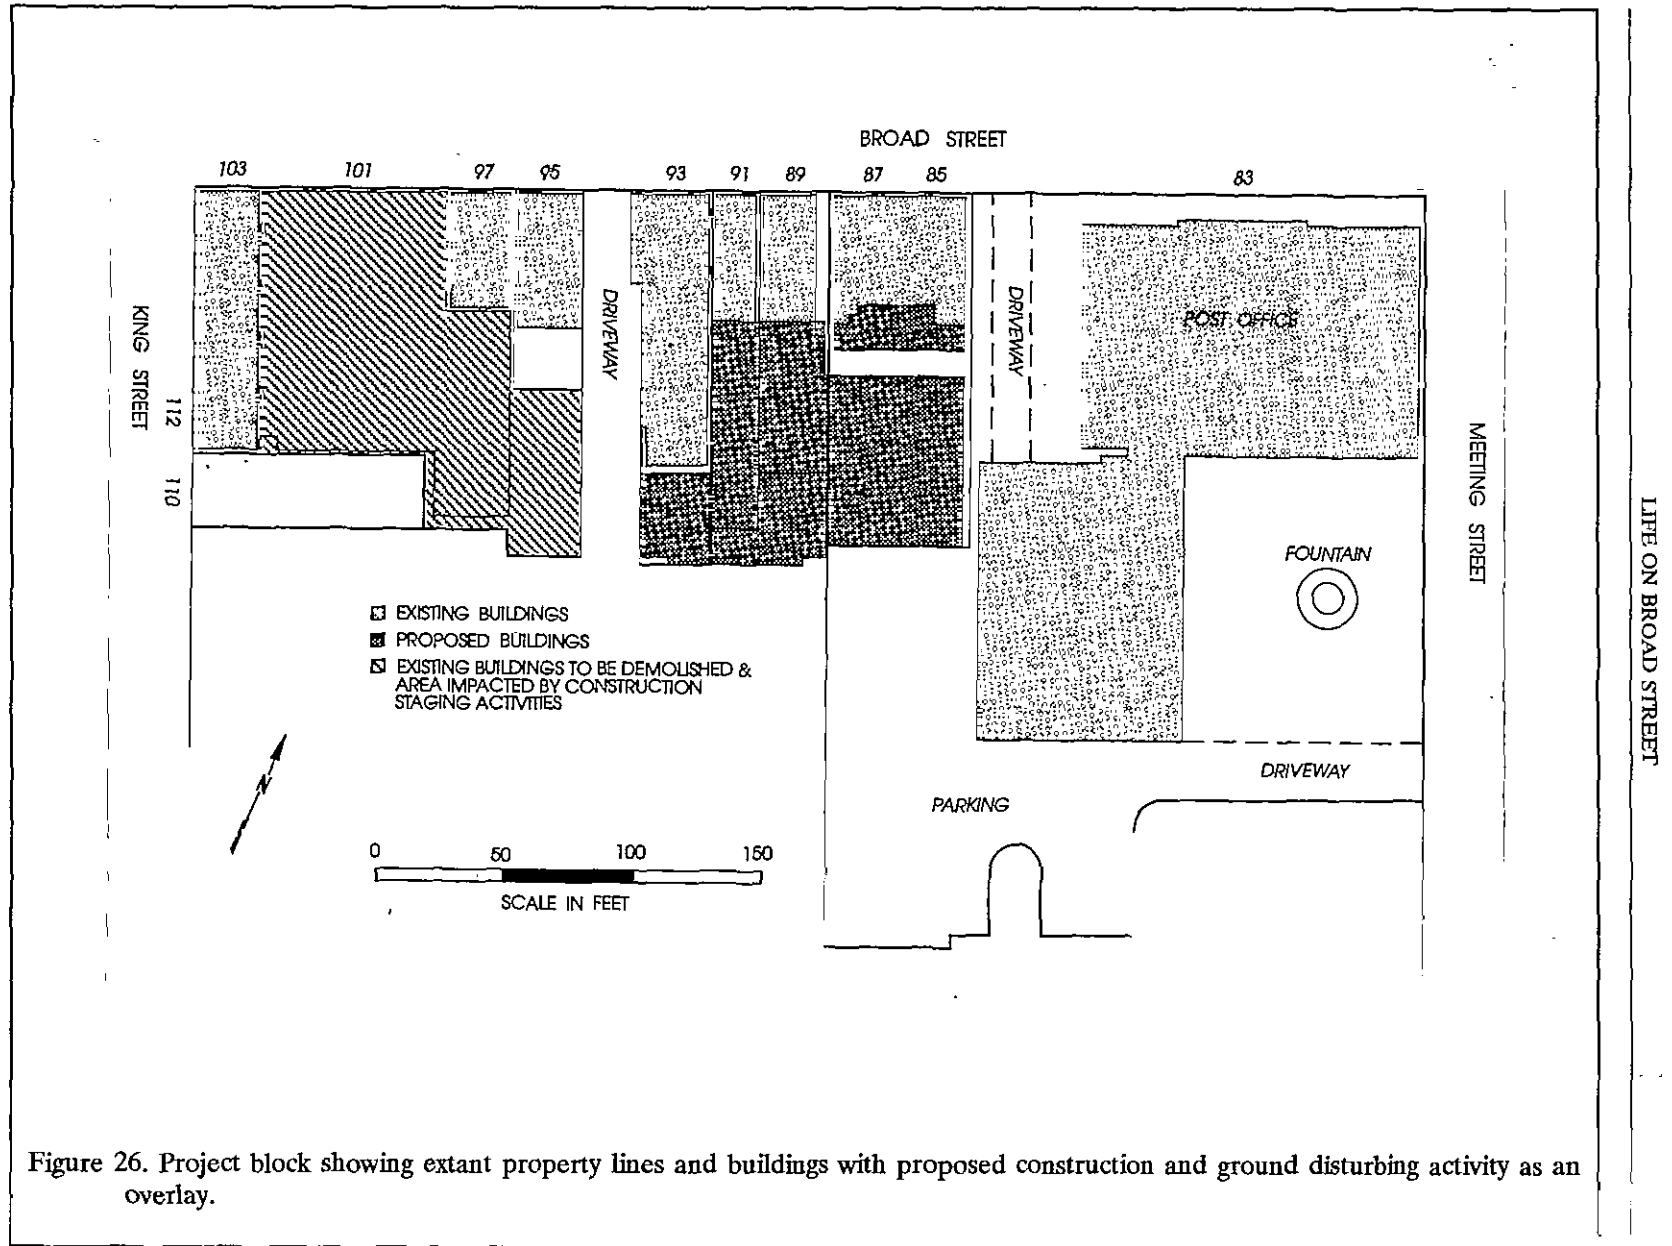 BROAD STREET
103 101 97 95 93 91 89 87 85 83
KING STREET
112
110
DRIVEWAY
DRIVEWAY
POST OFFICE
MEETING STREET
FOUNTAIN
EXISTING BUILDINGS
PROPOSED BUILDINGS
EXISTING BUILDINGS TO BE DEMOLISHED &
AREA IMPACTED BY CONSTRUCTION
STAGING ACTIVITIES
N
DRIVEWAY
PARKING
0 50 100 150
SCALE IN FEET
Figure 26. Project block showing extant property lines and buildings with proposed construction and ground disturbing activity as an
overlay.
LIFE ON BROAD STREET